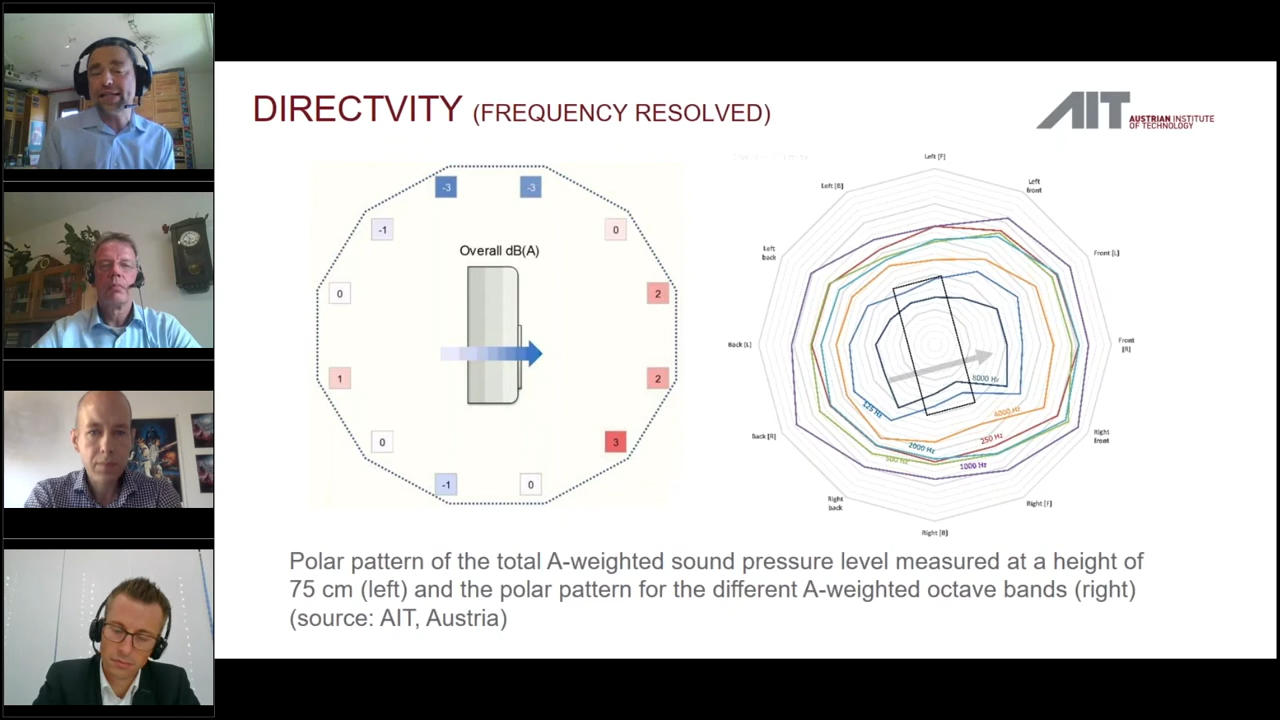 DIRECTVITY (FREQUENCY RESOLVED)
AIT AUSTRIAN INSTITUTE
OF TECHNOLOGY
-3 -3
-1 0
Overall dB(A)
0 2
1 2
0 3
-1 0
Left [F]
Left [B]
Left
front
Left
back
Front [L]
Back [L]
Front
[R]
8000 Hz
125 Hz
4000 Hz
250 Hz
2000 Hz
500 Hz
1000 Hz
Back [R]
Right
front
Right
back
Right [F]
Right [B]
Polar pattern of the total A-weighted sound pressure level measured at a height of
75 cm (left) and the polar pattern for the different A-weighted octave bands (right)
(source: AIT, Austria)